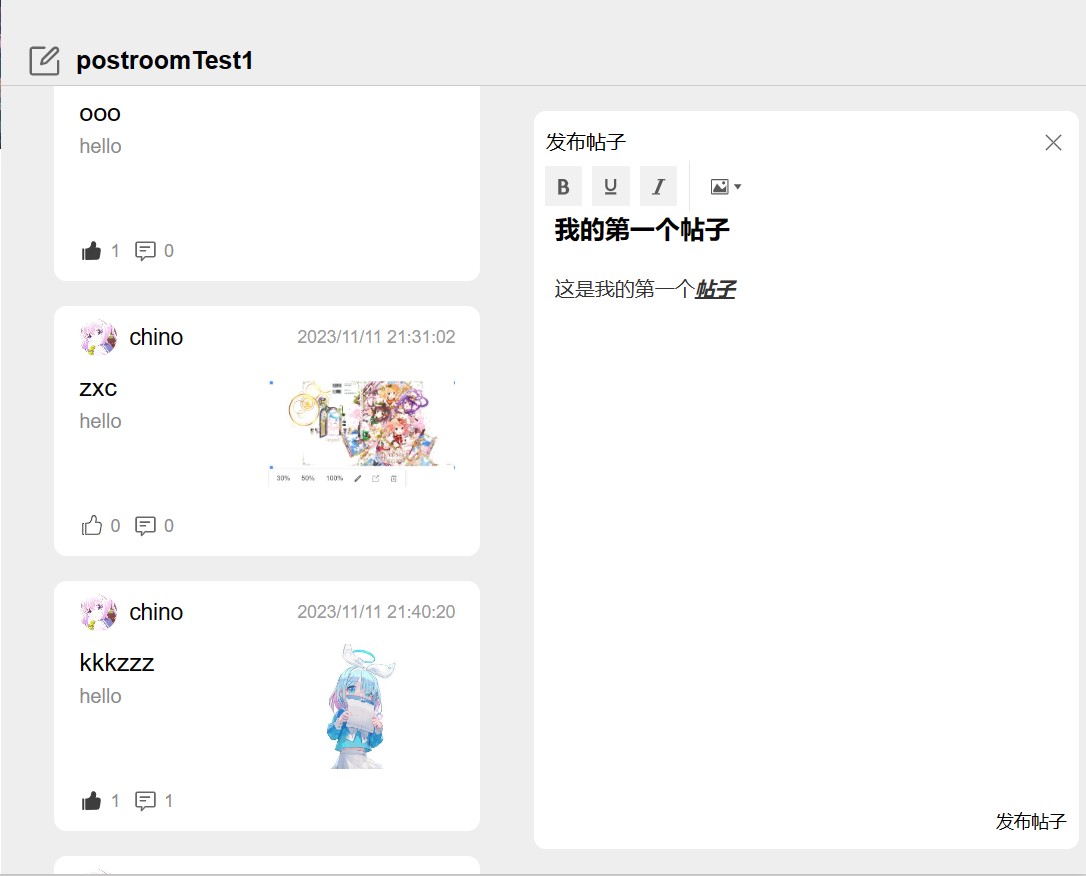 postroomTest1
ooo
hello
1 0
chino 2023/11/11 21:31:02
zxc
hello
30% 50% 100%
0 0
chino 2023/11/11 21:40:20
kkkzzz
hello
1 1
发布帖子
B U I
我的第一个帖子
这是我的第一个帖子
发布帖子